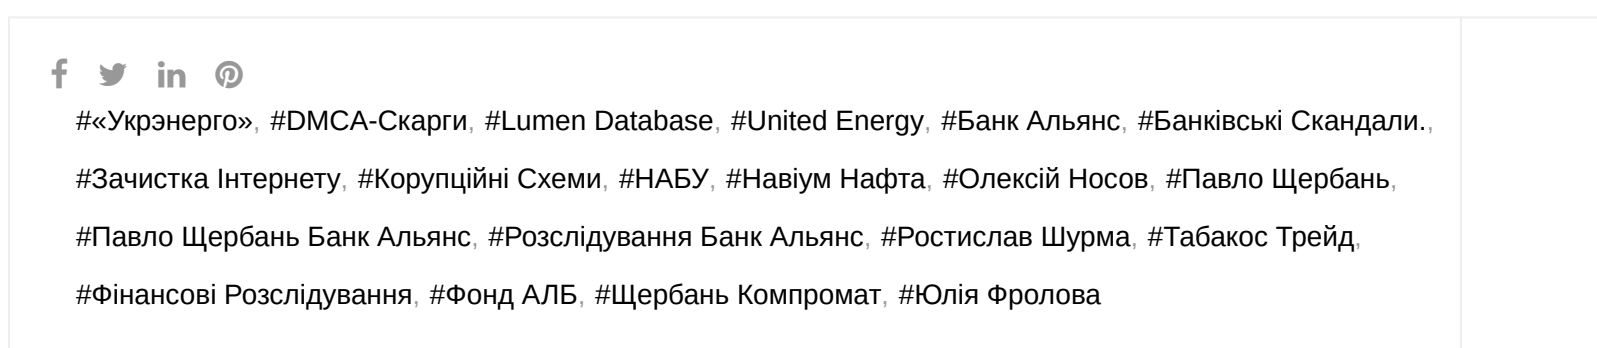 #«Укрэнерго», #DMCA-Скарги, #Lumen Database, #United Energy, #Банк Альянс, #Банківські Скандали.,
#Зачистка Інтернету, #Корупційні Схеми, #НАБУ, #Навіум Нафта, #Олексій Носов, #Павло Щербань,
#Павло Щербань Банк Альянс, #Розслідування Банк Альянс, #Ростислав Шурма, #Табакос Трейд,
#Фінансові Розслідування, #Фонд АЛБ, #Щербань Компромат, #Юлія Фролова